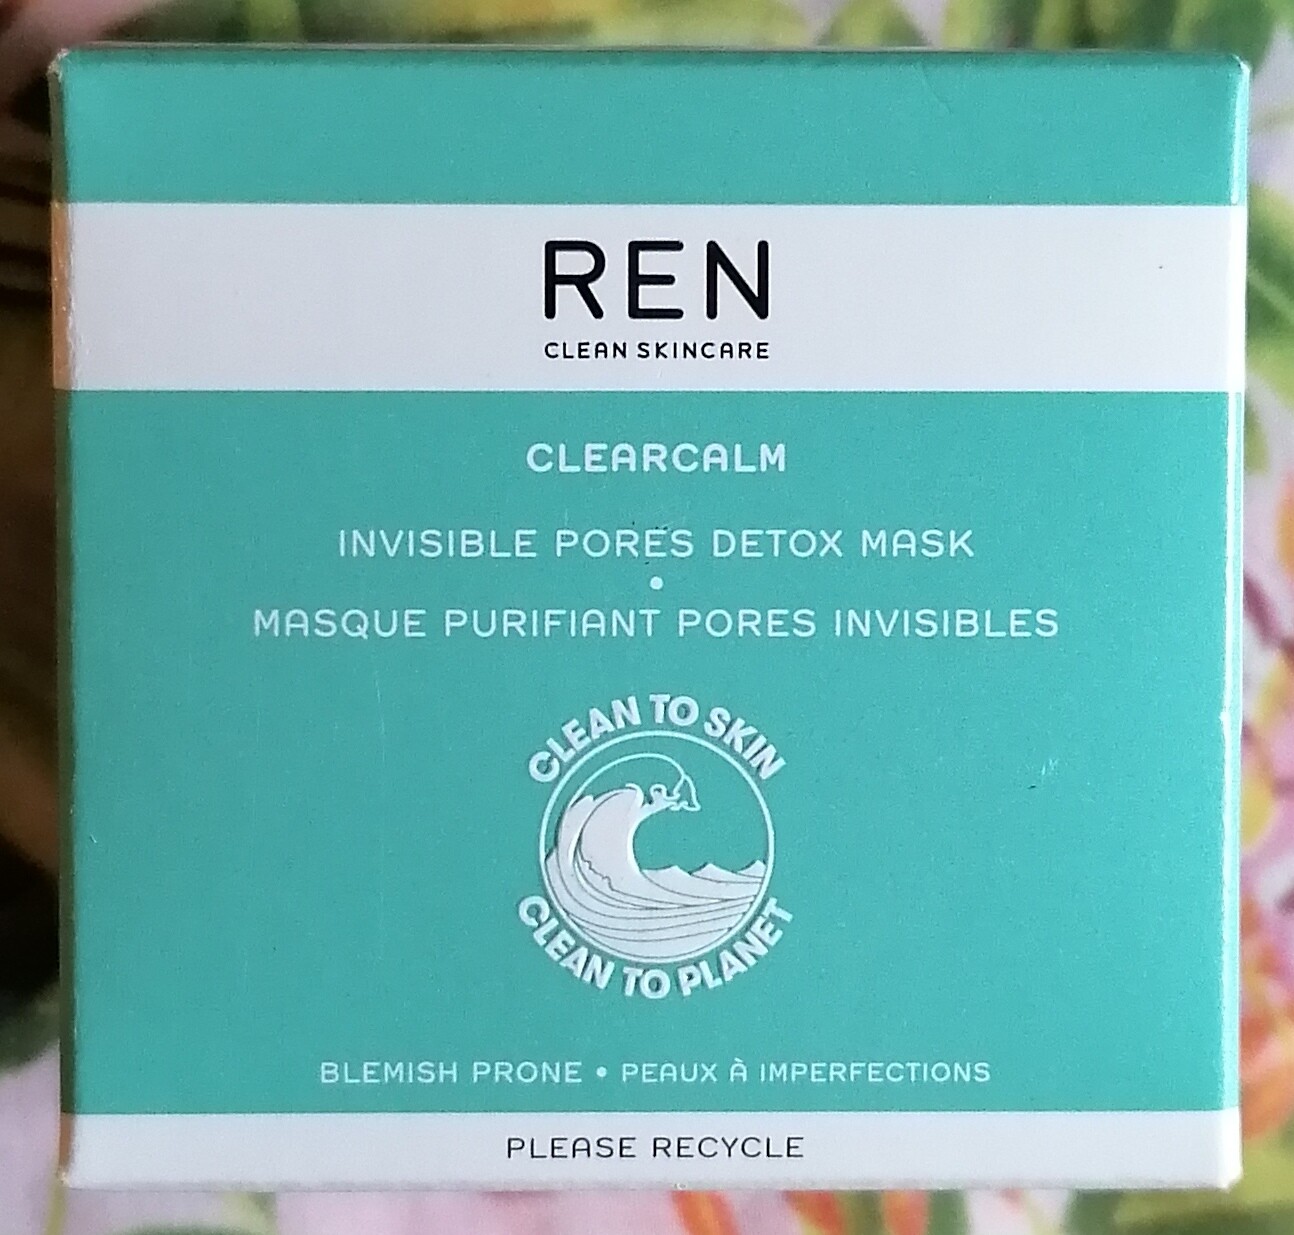 REN
CLEAN SKINCARE
CLEARCALM
INVISIBLE PORES DETOX MASK
•
MASQUE PURIFIANT PORES INVISIBLES
CLEAN TO SKIN
CLEAN TO PLANET
BLEMISH PRONE • PEAUX À IMPERFECTIONS
PLEASE RECYCLE